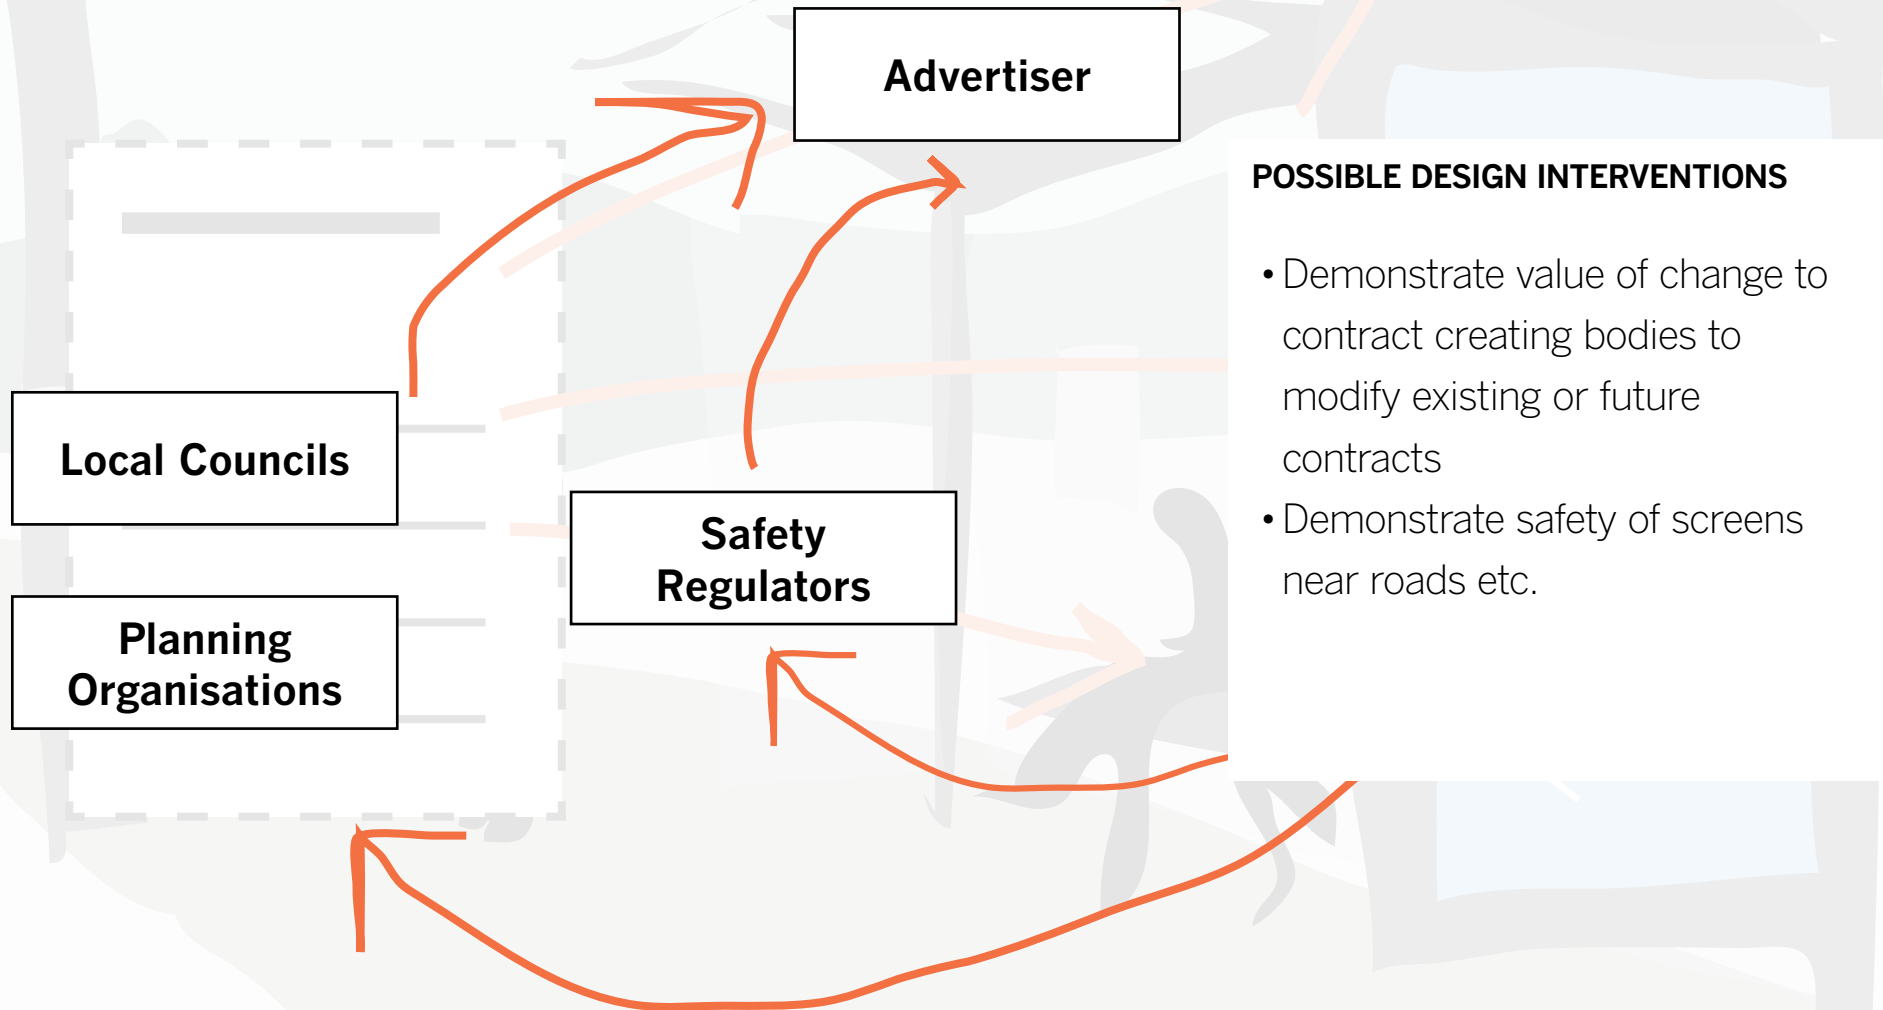 Advertiser
POSSIBLE DESIGN INTERVENTIONS
• Demonstrate value of change to
contract creating bodies to
modify existing or future
contracts
• Demonstrate safety of screens
near roads etc.
Local Councils
Safety
Regulators
Planning
Organisations